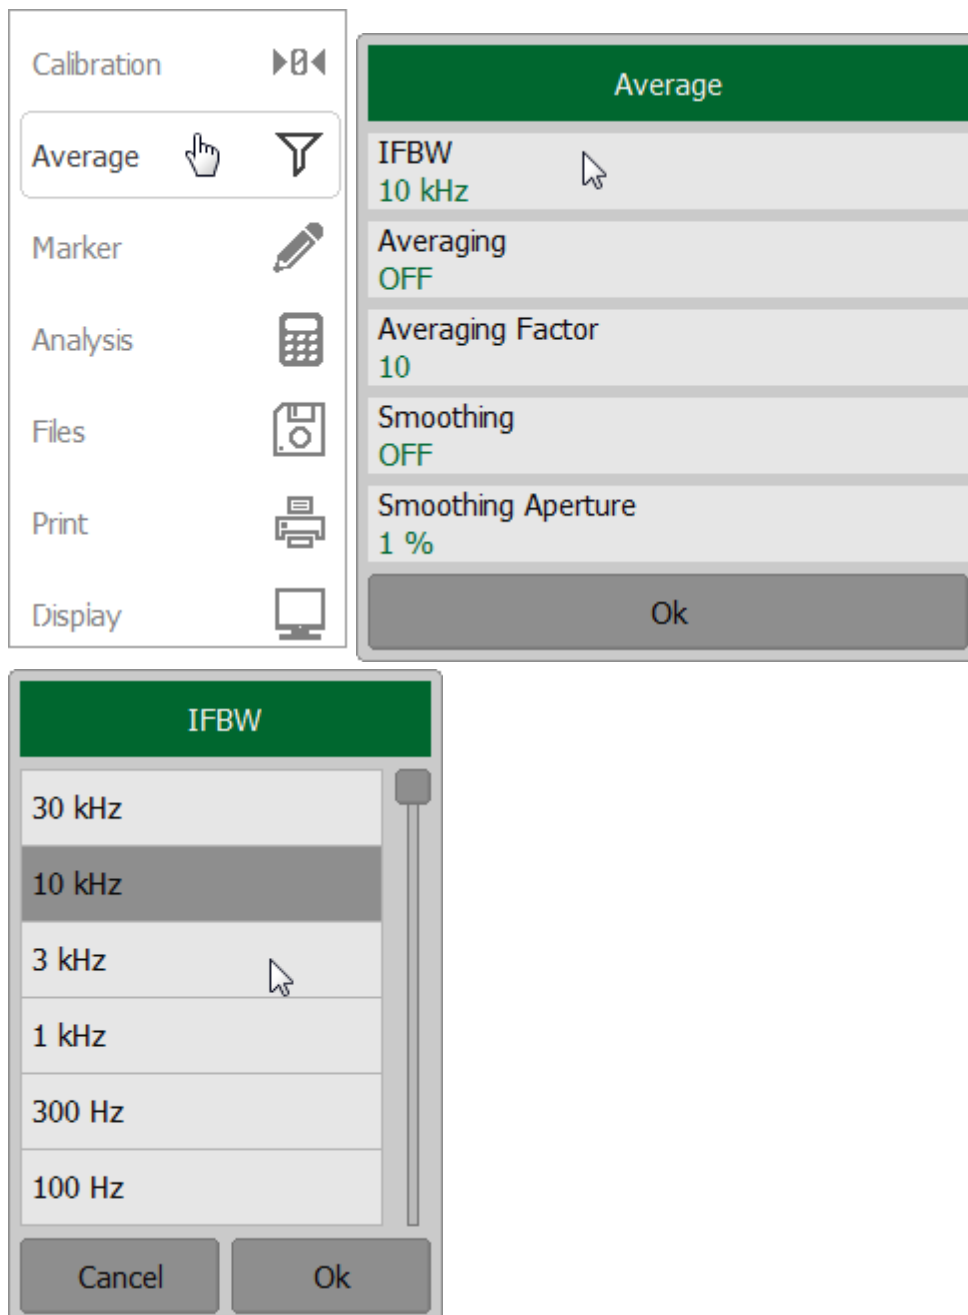 Calibration
Average
Marker
Analysis
Files
Print
Display
Average
IFBW
10 kHz
Averaging
OFF
Averaging Factor
10
Smoothing
OFF
Smoothing Aperture
1 %
Ok
IFBW
30 kHz
10 kHz
3 kHz
1 kHz
300 Hz
100 Hz
Cancel Ok